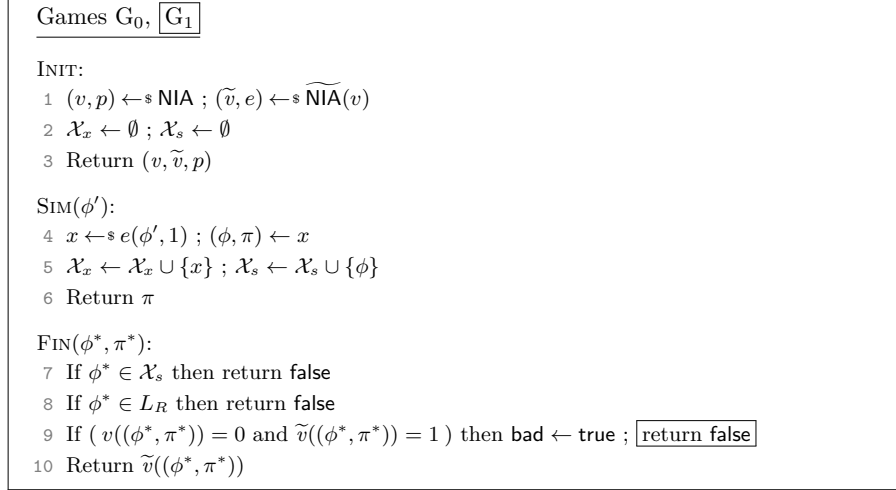 Games G₀, G₁
INIT:
1 (v, p) ←$ NIA ; (ṽ, e) ←$ ÑIA(v)
2 𝒳ₓ ← ∅ ; 𝒳ₛ ← ∅
3 Return (v, ṽ, p)
SIM(ϕ′):
4 x ←$ e(ϕ′, 1) ; (ϕ, π) ← x
5 𝒳ₓ ← 𝒳ₓ ∪ {x} ; 𝒳ₛ ← 𝒳ₛ ∪ {ϕ}
6 Return π
FIN(ϕ*, π*):
7 If ϕ* ∈ 𝒳ₛ then return false
8 If ϕ* ∈ L_R then return false
9 If ( v((ϕ*, π*)) = 0 and ṽ((ϕ*, π*)) = 1 ) then bad ← true ; return false
10 Return ṽ((ϕ*, π*))